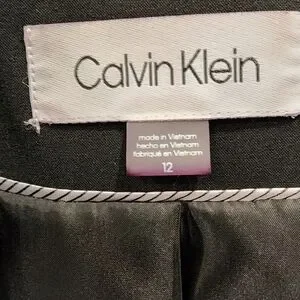 Calvin Klein
made in Vietnam
hecho en Vietnam
fabriqué en Vietnam
12